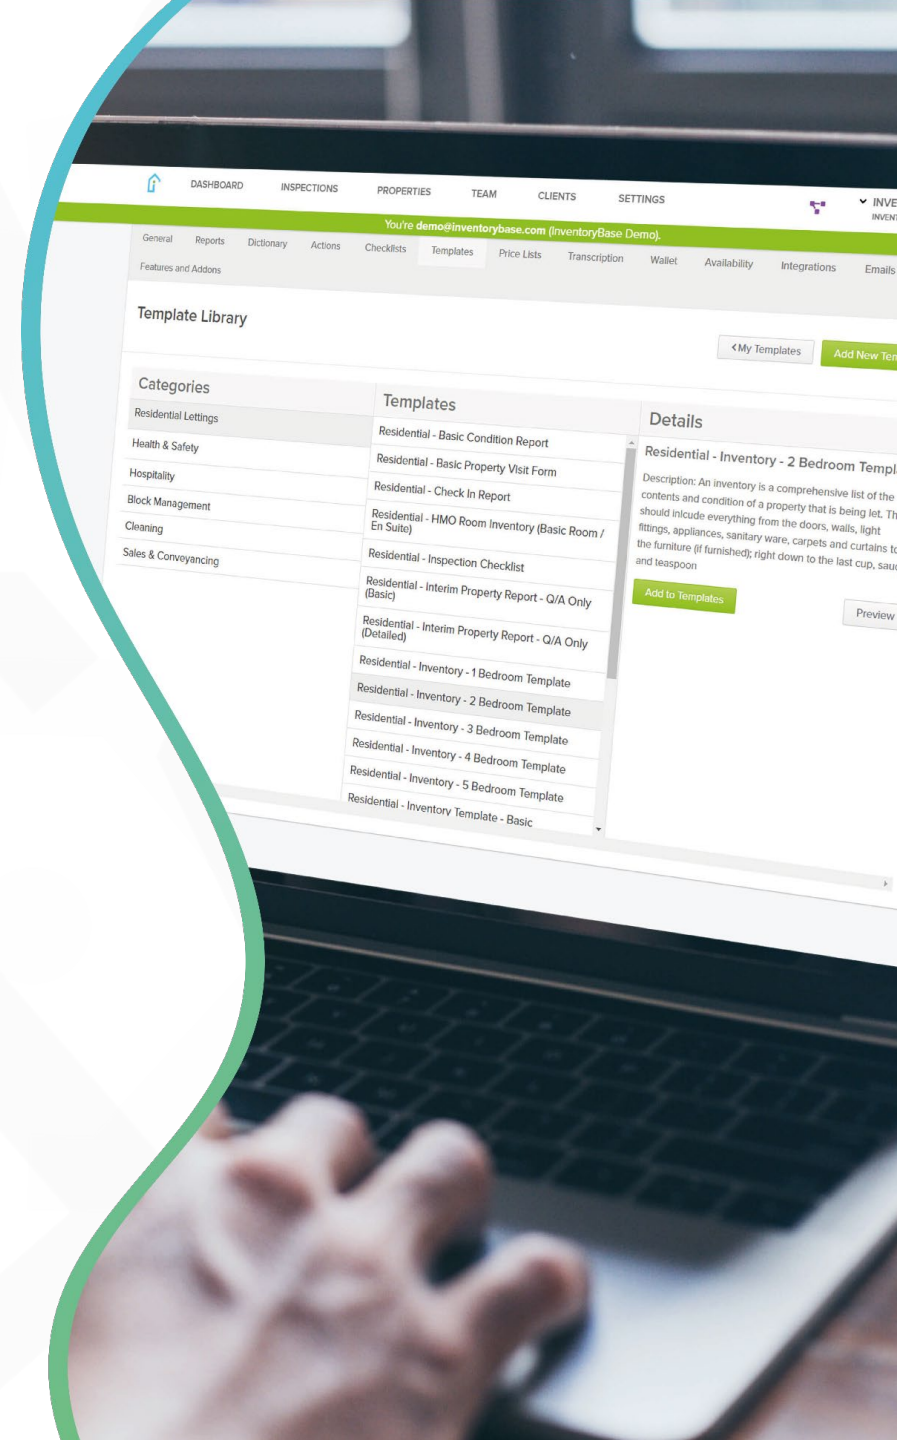 DASHBOARD INSPECTIONS PROPERTIES TEAM CLIENTS SETTINGS
You're demo@inventorybase.com (InventoryBase Demo).
General Reports Dictionary Actions Checklists Templates Price Lists Transcription Wallet Availability Integrations Emails
Features and Addons
Template Library
My Templates
Add New
Categories
Residential Lettings
Health & Safety
Hospitality
Block Management
Cleaning
Sales & Conveyancing
Templates
Residential - Basic Condition Report
Residential - Basic Property Visit Form
Residential - Check In Report
Residential - HMO Room Inventory (Basic Room /
En Suite)
Residential - Inspection Checklist
Residential - Interim Property Report - Q/A Only
(Basic)
Residential - Interim Property Report - Q/A Only
(Detailed)
Residential - Inventory - 1 Bedroom Template
Residential - Inventory - 2 Bedroom Template
Residential - Inventory - 3 Bedroom Template
Residential - Inventory - 4 Bedroom Template
Residential - Inventory - 5 Bedroom Template
Residential - Inventory Template - Basic
Details
Residential - Inventory - 2 Bedroom
Description: An inventory is a comprehensive list of the
contents and condition of a property that is being let.
should inlcude everything from the doors, walls, light
fittings, appliances, sanitary ware, carpets and curtains
the furniture (if furnished); right down to the last cup,
and teaspoon
Add to Templates
Preview